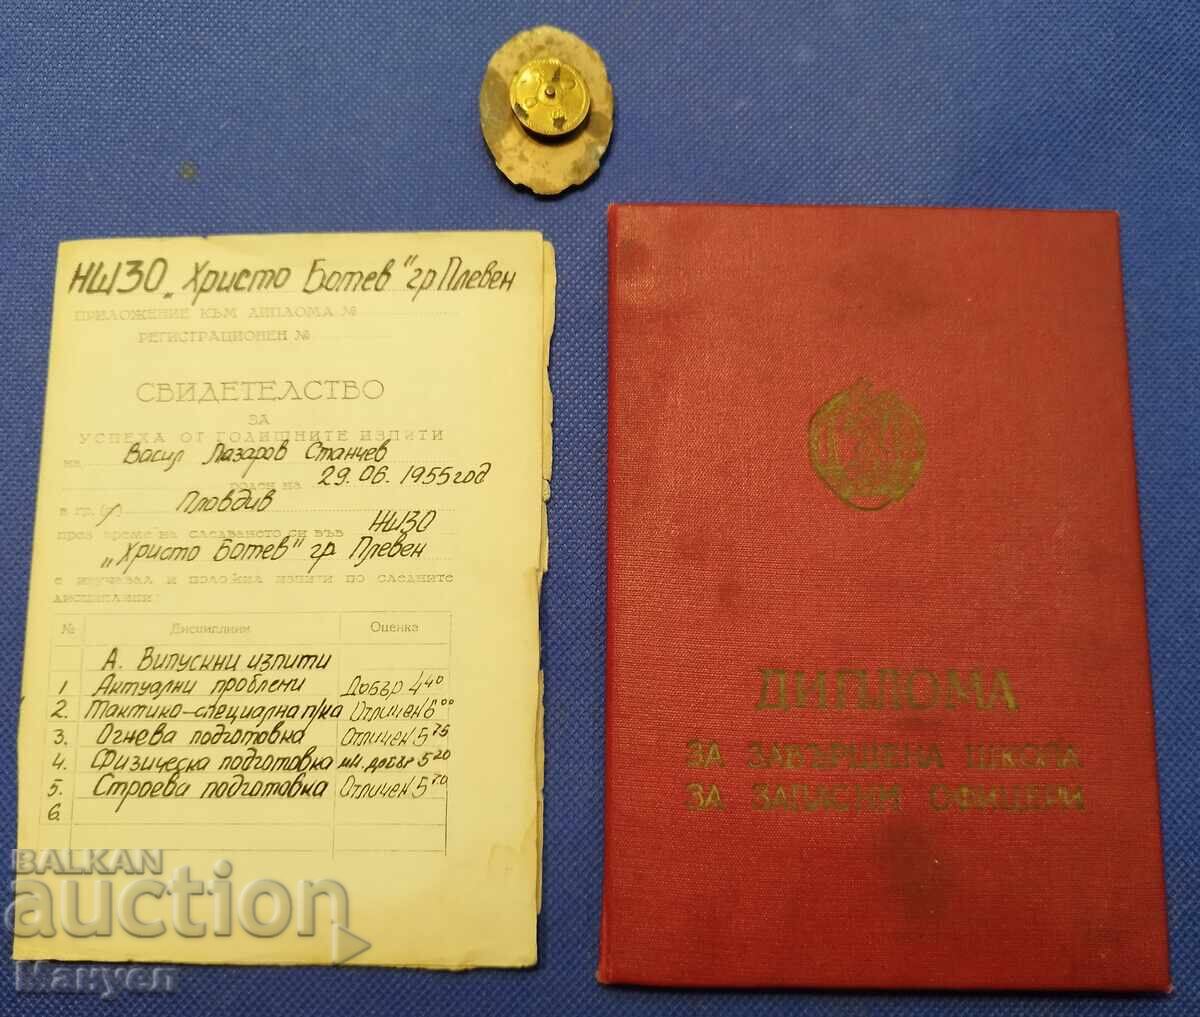 НШЗО „Христо Ботев" гр Плевен
ПРИЛОЖЕНИЕ КЪМ ДИПЛОМА №
РЕГИСТРАЦИОНЕН №
СВИДЕТЕЛСТВО
ЗА
УСПЕХА ОТ ГОДИШНИТЕ ИЗПИТИ
на Васил Лазаров Станчев
роден на 29.06.1955 год
в гр. (с) Пловдив
през време на следването си във НШЗО
„Христо Ботев" гр Плевен
е изучавал и положил изпити по следните
дисциплини:
№ Дисциплини Оценка
А. Випускни изпити
1 Актуални проблени Добър 4 40
2. Тактико-специална п/ка Отличен 6 00
3. Огнева подготовка Отличен 5 75
4. Физическа подготовка мн. добър 5 20
5. Строева подготовка Отличен 5 70
6.
ДИПЛОМА
ЗА ЗАВЪРШЕНА ШКОЛА
ЗА ЗАПАСНИ ОФИЦЕРИ
BALKAN
auction
Мануел